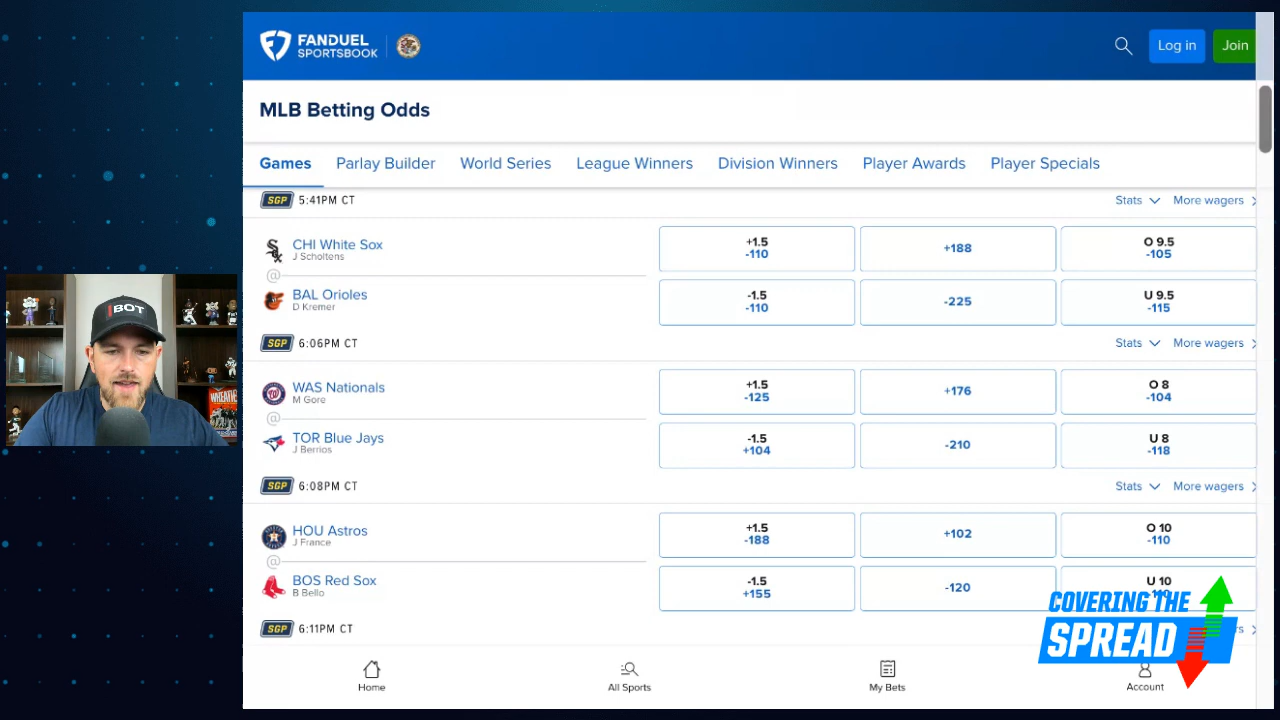 FANDUEL
SPORTSBOOK
Log in
Join
MLB Betting Odds
Games
Parlay Builder
World Series
League Winners
Division Winners
Player Awards
Player Specials
SGP 5:41PM CT
Stats
More wagers
CHI White Sox
J Scholtens
+1.5
-110
+188
O 9.5
-105
@
BAL Orioles
D Kremer
-1.5
-110
-225
U 9.5
-115
SGP 6:06PM CT
Stats
More wagers
WAS Nationals
M Gore
+1.5
-125
+176
O 8
-104
@
TOR Blue Jays
J Berrios
-1.5
+104
-210
U 8
-118
SGP 6:08PM CT
Stats
More wagers
HOU Astros
J France
+1.5
-188
+102
O 10
-110
@
BOS Red Sox
B Bello
-1.5
+155
-120
U 10
SGP 6:11PM CT
COVERING THE
SPREAD
Home
All Sports
My Bets
Account
BOT
WHEATIES